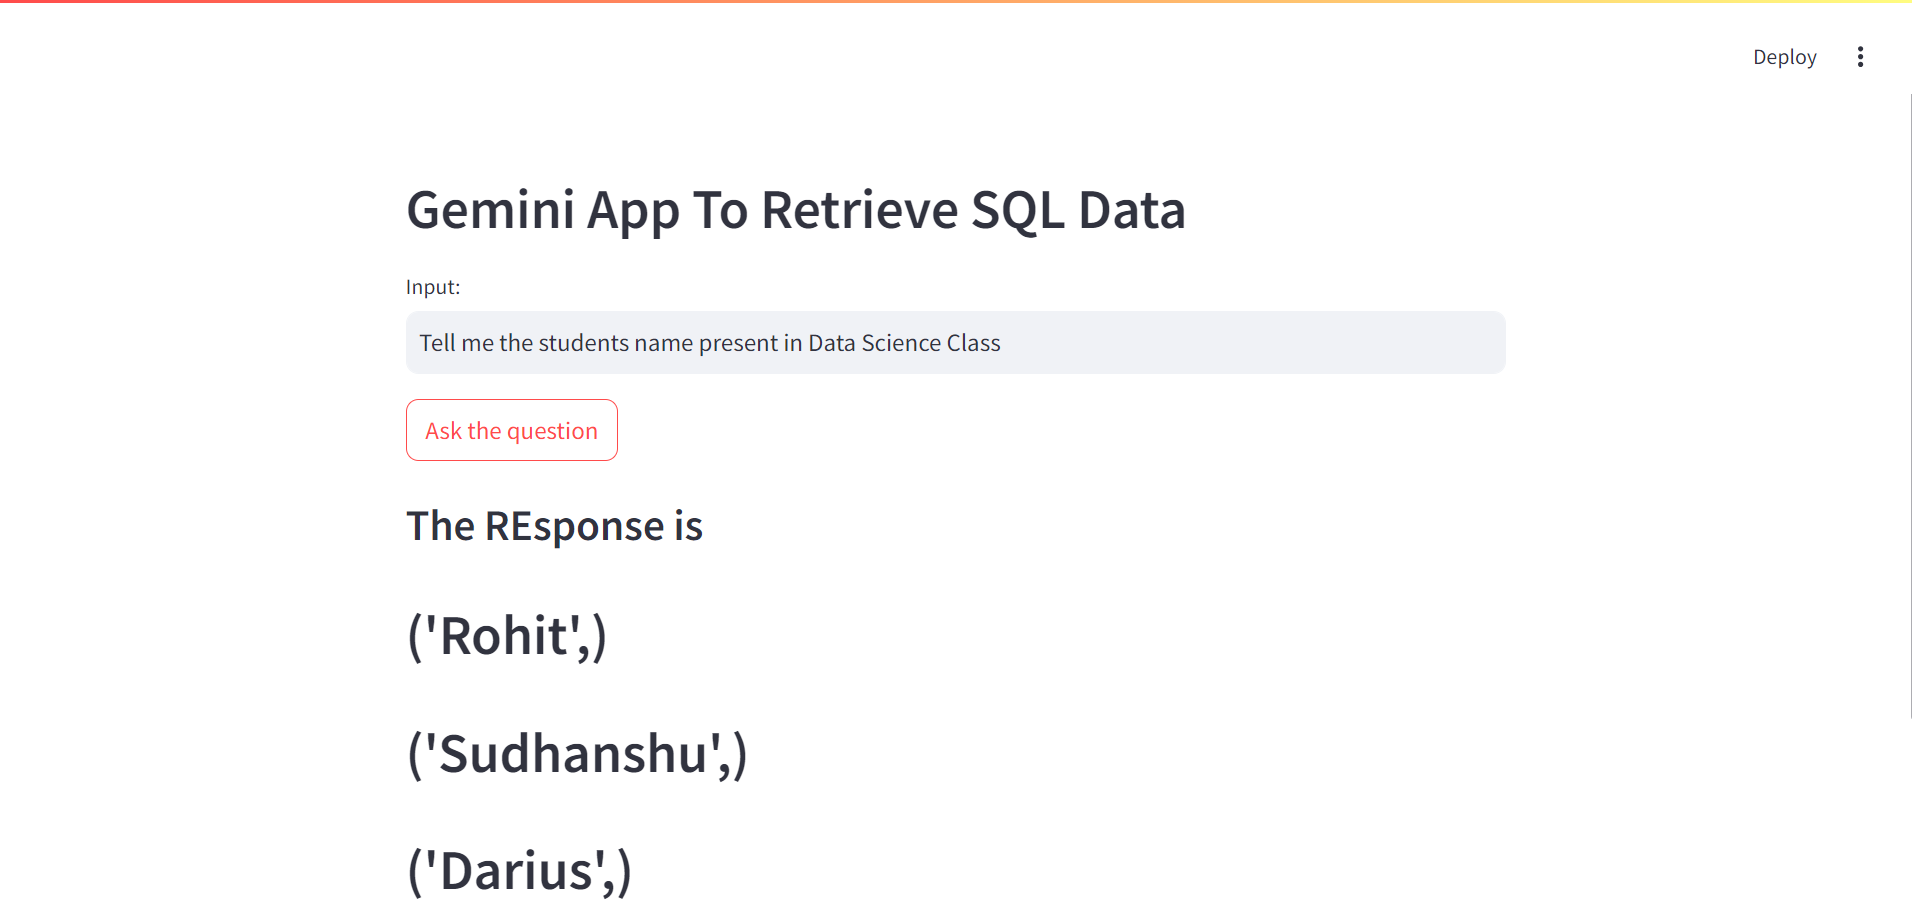 Deploy
Gemini App To Retrieve SQL Data
Input:
Tell me the students name present in Data Science Class
Ask the question
The REsponse is
('Rohit',)
('Sudhanshu',)
('Darius',)